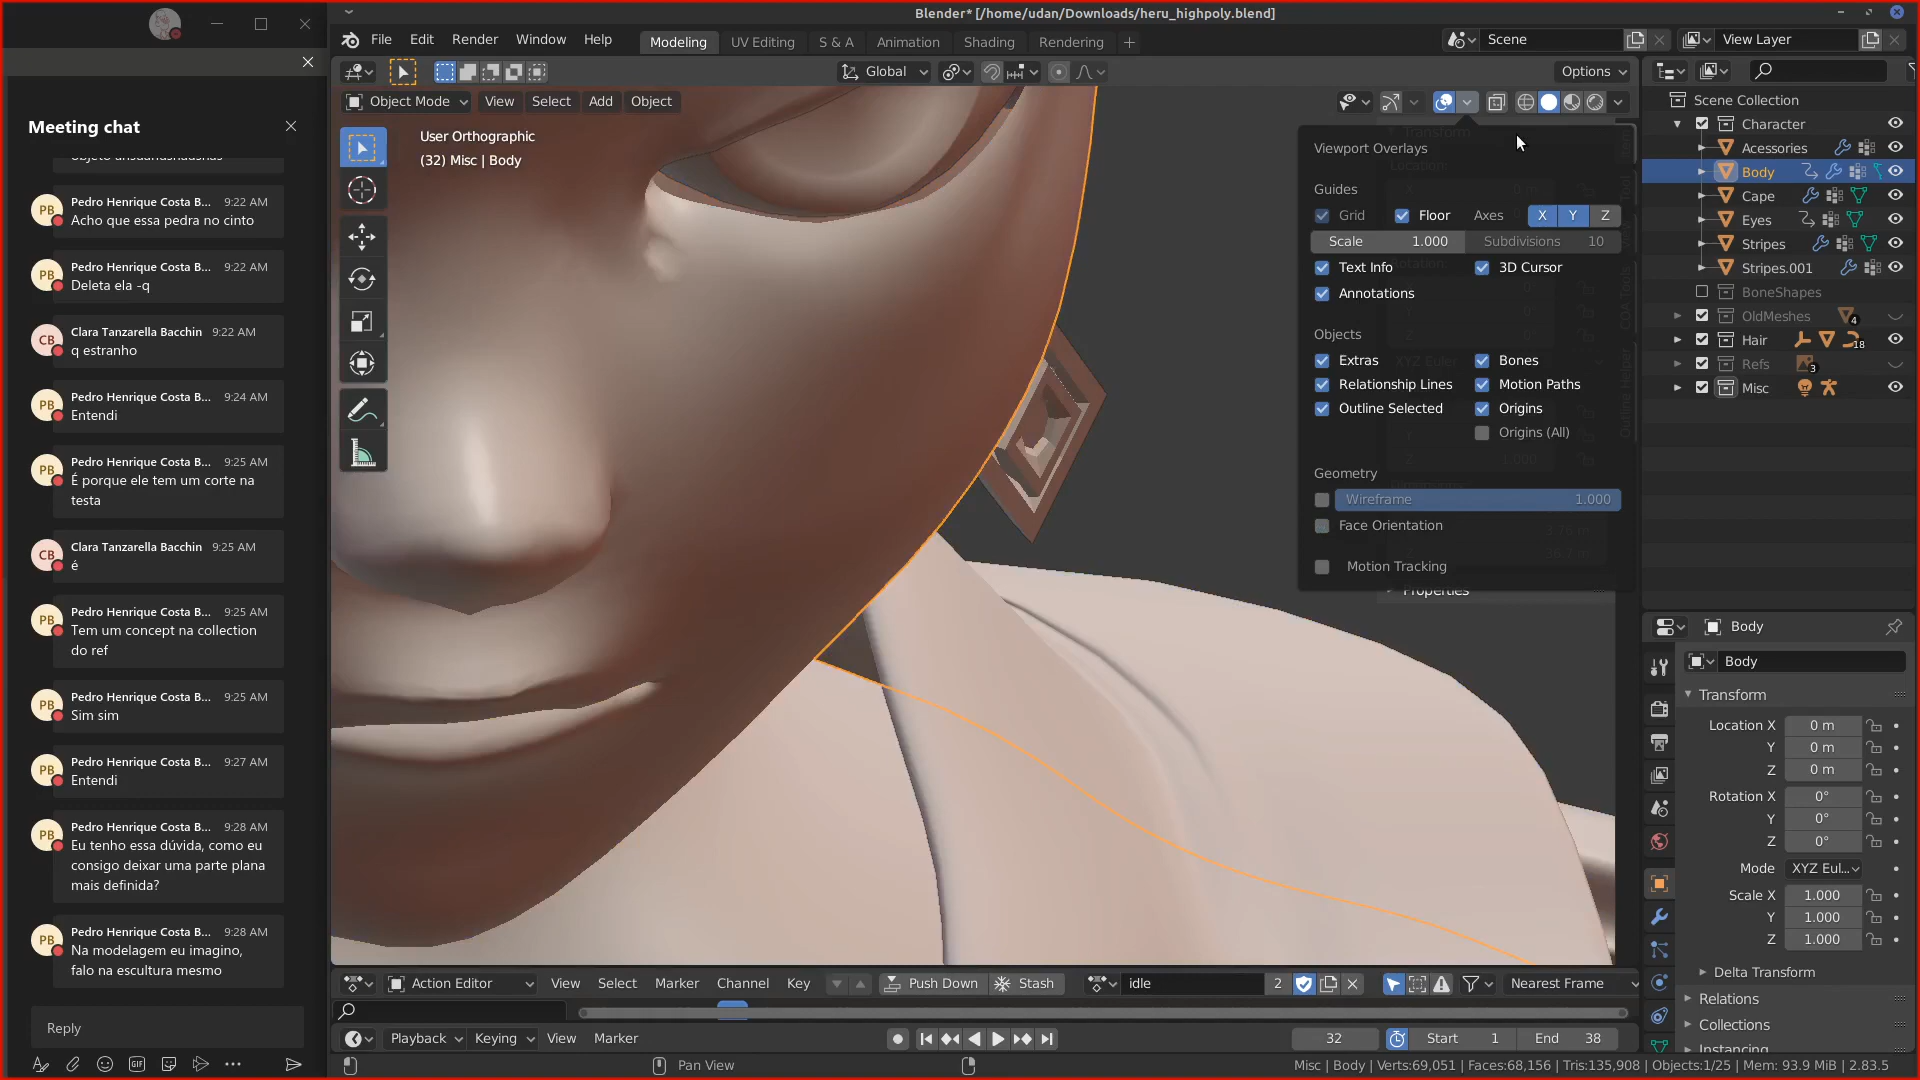 Meeting chat
Pedro Henrique Costa B... 9:22 AM
Acho que essa pedra no cinto
Pedro Henrique Costa B... 9:22 AM
Deleta ela -q
Clara Tanzarella Bacchin 9:22 AM
q estranho
Pedro Henrique Costa B... 9:24 AM
Entendi
Pedro Henrique Costa B... 9:25 AM
É porque ele tem um corte na
testa
Clara Tanzarella Bacchin 9:25 AM
é
Pedro Henrique Costa B... 9:25 AM
Tem um concept na collection
do ref
Pedro Henrique Costa B... 9:25 AM
Sim sim
Pedro Henrique Costa B... 9:27 AM
Entendi
Pedro Henrique Costa B... 9:28 AM
Eu tenho essa dúvida, como eu
consigo deixar uma parte plana
mais definida?
Pedro Henrique Costa B... 9:28 AM
Na modelagem eu imagino,
falo na escultura mesmo
Reply
GIF
Blender* [/home/udan/Downloads/heru_highpoly.blend]
File Edit Render Window Help
Modeling UV Editing S & A Animation Shading Rendering
Scene View Layer
Global Options
Object Mode View Select Add Object
User Orthographic
(32) Misc | Body
Viewport Overlays
Guides
Grid Floor Axes X Y Z
Scale 1.000 Subdivisions 10
Text Info 3D Cursor
Annotations
Objects
Extras Bones
Relationship Lines Motion Paths
Outline Selected Origins
Origins (All)
Geometry
Wireframe 1.000
Face Orientation
Motion Tracking
Properties
Scene Collection
Character
Acessories
Body
Cape
Eyes
Stripes
Stripes.001
BoneShapes
OldMeshes 4
Hair 18
Refs 3
Misc
Body
Body
Transform
Location X 0 m
Y 0 m
Z 0 m
Rotation X 0°
Y 0°
Z 0°
Mode XYZ Eul...
Scale X 1.000
Y 1.000
Z 1.000
Delta Transform
Relations
Collections
Instancing
Action Editor View Select Marker Channel Key Push Down Stash idle 2 Nearest Frame
Playback Keying View Marker 32 Start 1 End 38
Pan View
Misc | Body | Verts:69,051 | Faces:68,156 | Tris:135,908 | Objects:1/25 | Mem: 93.9 MiB | 2.83.5